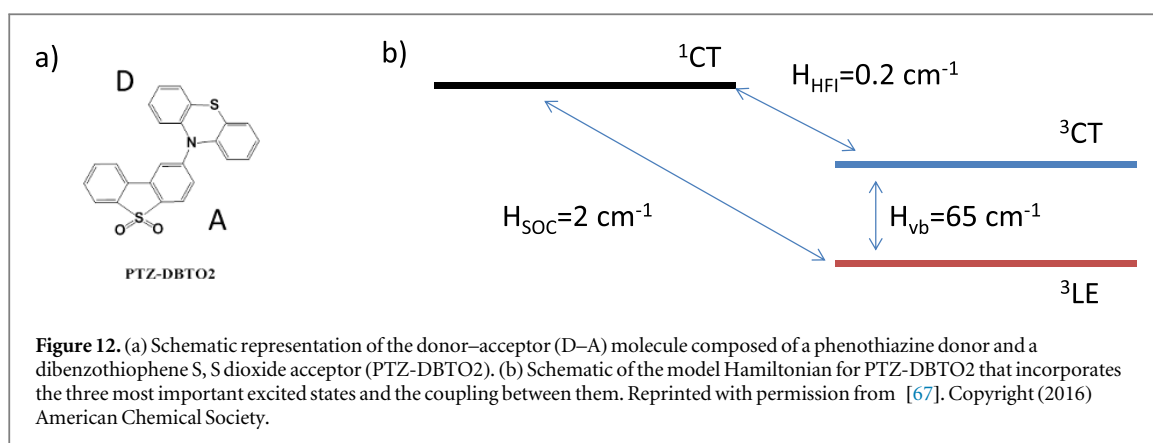 a)
D
S
N
A
S
O
O
PTZ-DBTO2
b)
¹CT
H_HFI=0.2 cm⁻¹
³CT
H_SOC=2 cm⁻¹
H_vb=65 cm⁻¹
³LE
Figure 12. (a) Schematic representation of the donor–acceptor (D–A) molecule composed of a phenothiazine donor and a
dibenzothiophene S, S dioxide acceptor (PTZ-DBTO2). (b) Schematic of the model Hamiltonian for PTZ-DBTO2 that incorporates
the three most important excited states and the coupling between them. Reprinted with permission from [67]. Copyright (2016)
American Chemical Society.